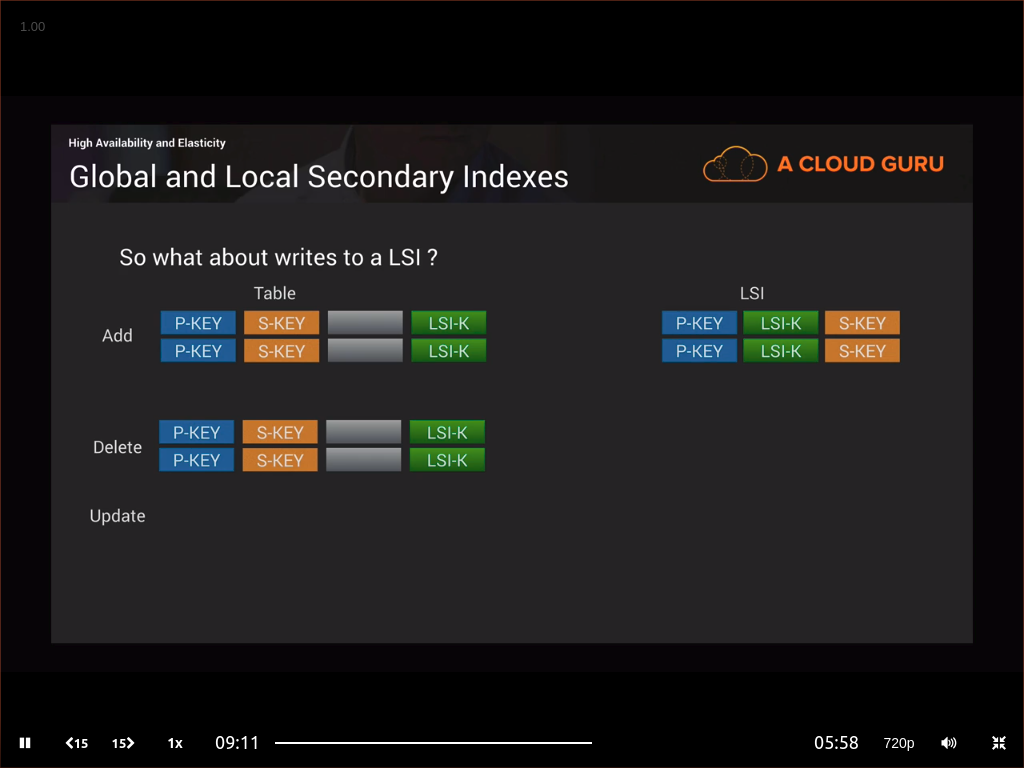 1.00
High Availability and Elasticity
Global and Local Secondary Indexes
A CLOUD GURU
So what about writes to a LSI ?
Table LSI
Add P-KEY S-KEY LSI-K P-KEY LSI-K S-KEY
P-KEY S-KEY LSI-K P-KEY LSI-K S-KEY
Delete P-KEY S-KEY LSI-K
P-KEY S-KEY LSI-K
Update
15 15 1x 09:11 05:58 720p